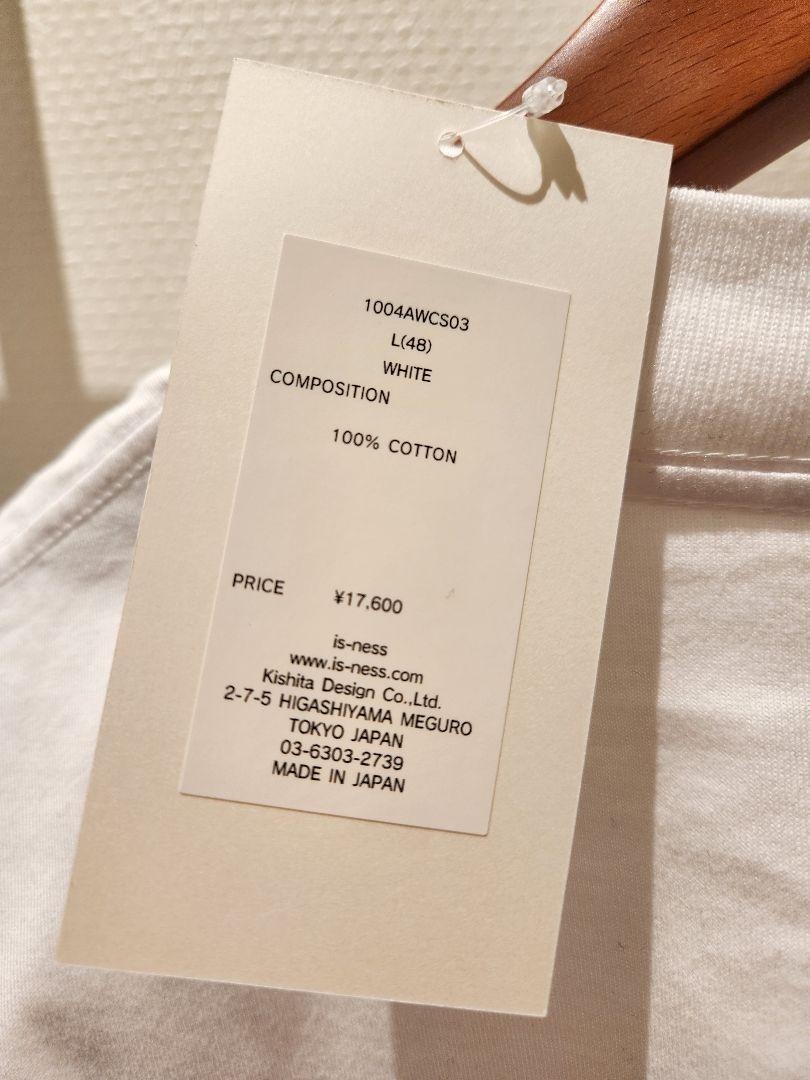 1004AWCS03
L(48)
WHITE
COMPOSITION
100% COTTON
PRICE ¥17,600
is-ness
www.is-ness.com
Kishita Design Co.,Ltd.
2-7-5 HIGASHIYAMA MEGURO
TOKYO JAPAN
03-6303-2739
MADE IN JAPAN